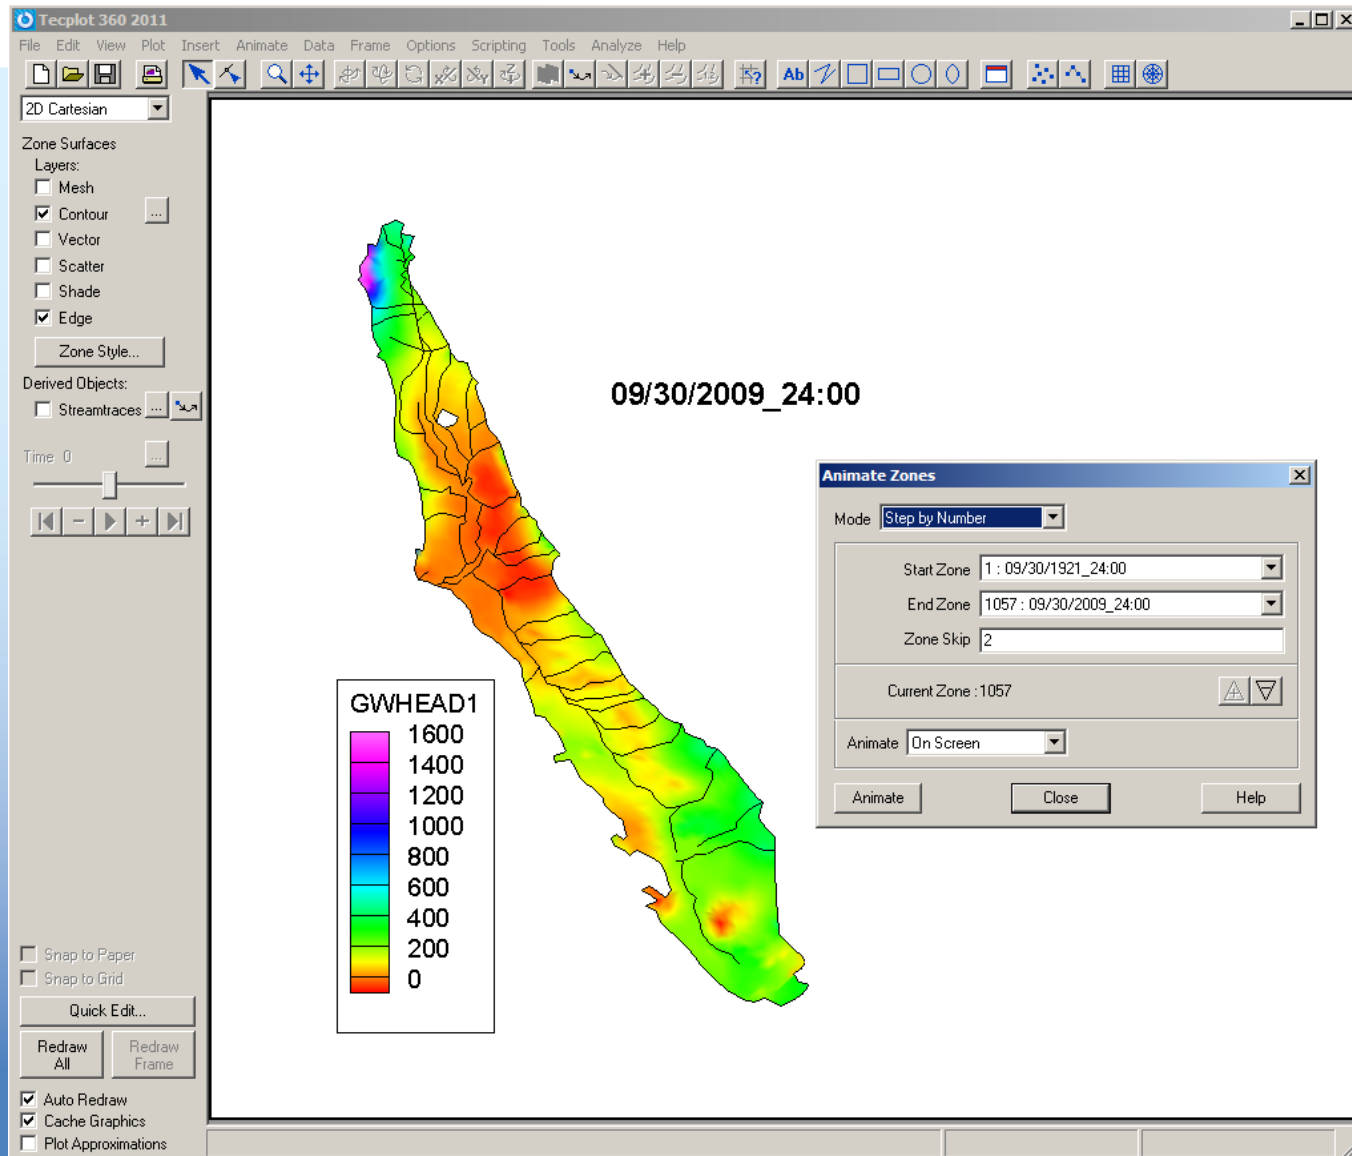 Tecplot 360 2011
File Edit View Plot Insert Animate Data Frame Options Scripting Tools Analyze Help
Ab
2D Cartesian
Zone Surfaces
Layers:
Mesh
Contour ...
Vector
Scatter
Shade
Edge
Zone Style...
Derived Objects:
Streamtraces ...
Time 0 ...
09/30/2009_24:00
GWHEAD1
1600
1400
1200
1000
800
600
400
200
0
Animate Zones
Mode Step by Number
Start Zone 1 : 09/30/1921_24:00
End Zone 1057 : 09/30/2009_24:00
Zone Skip 2
Current Zone : 1057
Animate On Screen
Animate Close Help
Snap to Paper
Snap to Grid
Quick Edit...
Redraw All
Redraw Frame
Auto Redraw
Cache Graphics
Plot Approximations